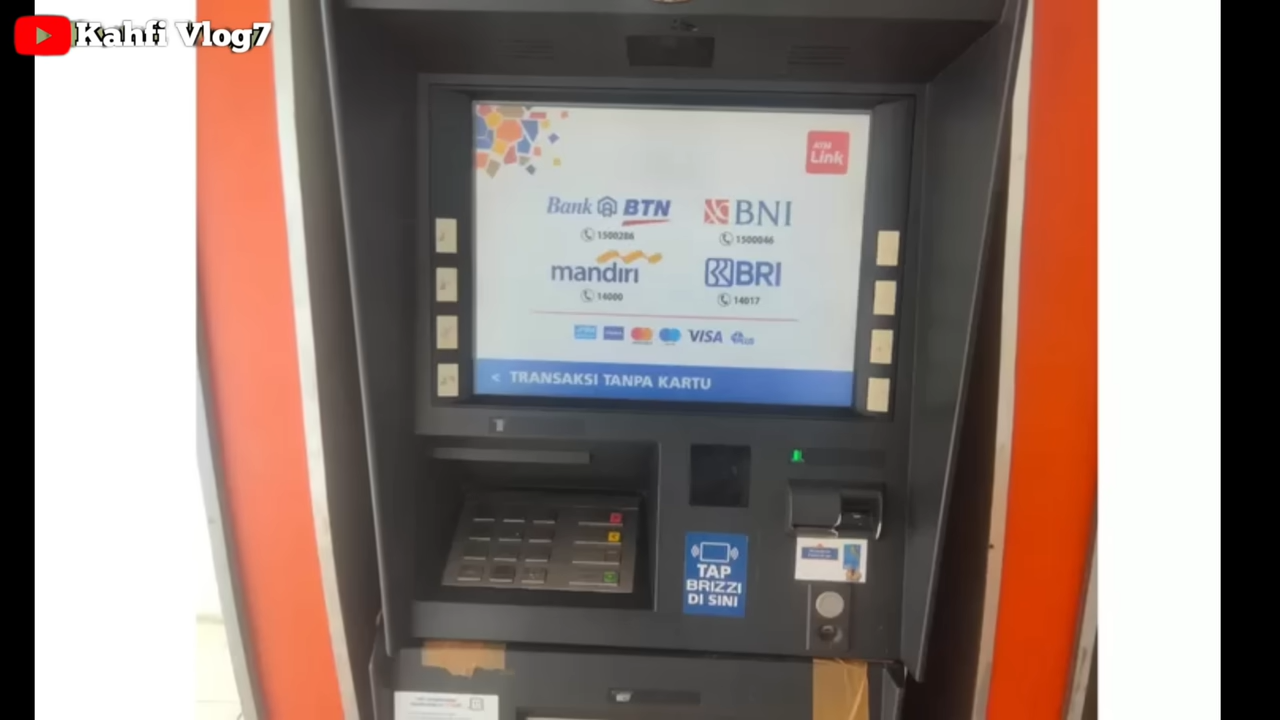 Kahfi Vlog7
ATM
Link
Bank BTN
BNI
1500286
1500046
mandiri
BRI
14000
14017
VISA
PLUS
< TRANSAKSI TANPA KARTU
TAP
BRIZZI
DI SINI